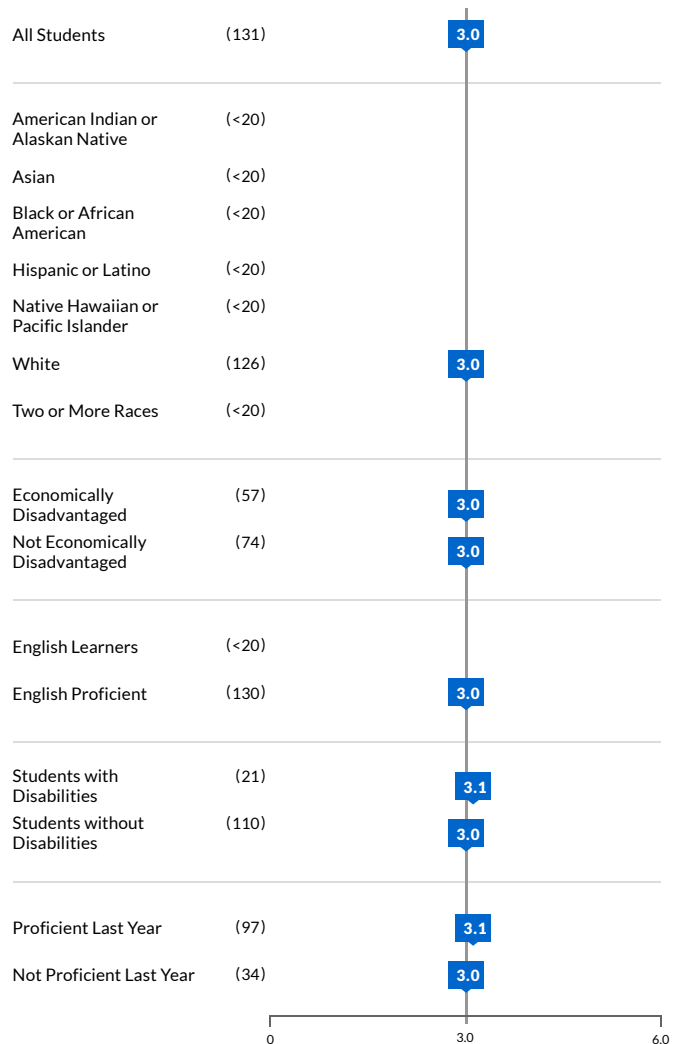 All Students (131) 3.0
American Indian or (<20)
Alaskan Native
Asian (<20)
Black or African (<20)
American
Hispanic or Latino (<20)
Native Hawaiian or (<20)
Pacific Islander
White (126) 3.0
Two or More Races (<20)
Economically (57) 3.0
Disadvantaged
Not Economically (74) 3.0
Disadvantaged
English Learners (<20)
English Proficient (130) 3.0
Students with (21) 3.1
Disabilities
Students without (110) 3.0
Disabilities
Proficient Last Year (97) 3.1
Not Proficient Last Year (34) 3.0
0 3.0 6.0